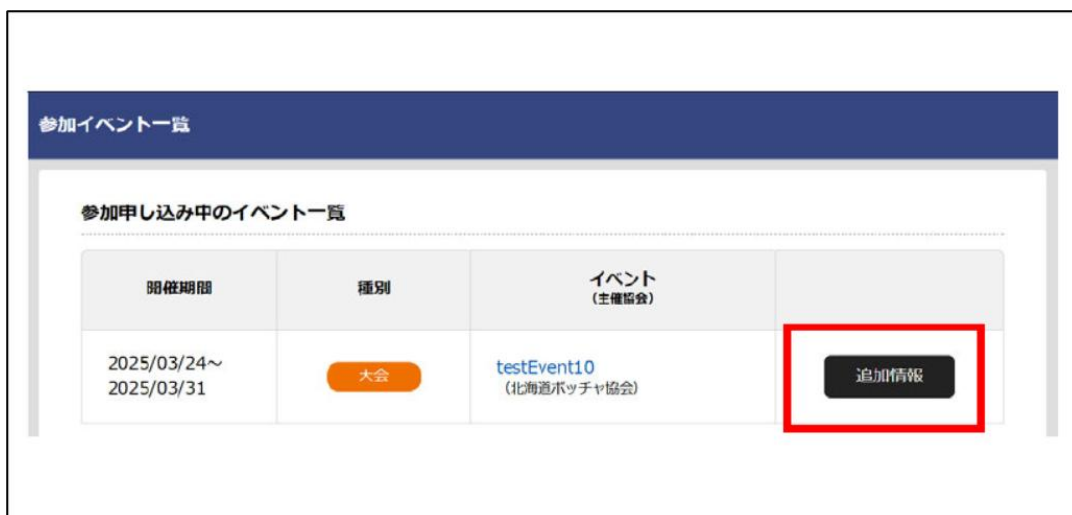 参加イベント一覧
参加申し込み中のイベント一覧
開催期間
種別
イベント
（主催協会）
2025/03/24～
2025/03/31
大会
testEvent10
（北海道ボッチャ協会）
追加情報